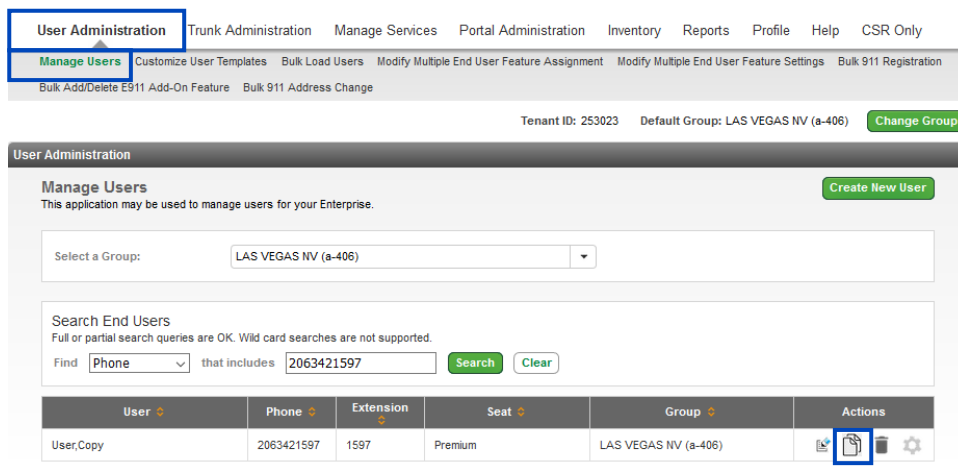 User Administration Trunk Administration Manage Services Portal Administration Inventory Reports Profile Help CSR Only
Manage Users Customize User Templates Bulk Load Users Modify Multiple End User Feature Assignment Modify Multiple End User Feature Settings Bulk 911 Registration
Bulk Add/Delete E911 Add-On Feature Bulk 911 Address Change
Tenant ID: 253023 Default Group: LAS VEGAS NV (a-406) Change Group
User Administration
Manage Users
Create New User
This application may be used to manage users for your Enterprise.
Select a Group: LAS VEGAS NV (a-406)
Search End Users
Full or partial search queries are OK. Wild card searches are not supported.
Find Phone that includes 2063421597 Search Clear
User Phone Extension Seat Group Actions
User,Copy 2063421597 1597 Premium LAS VEGAS NV (a-406)